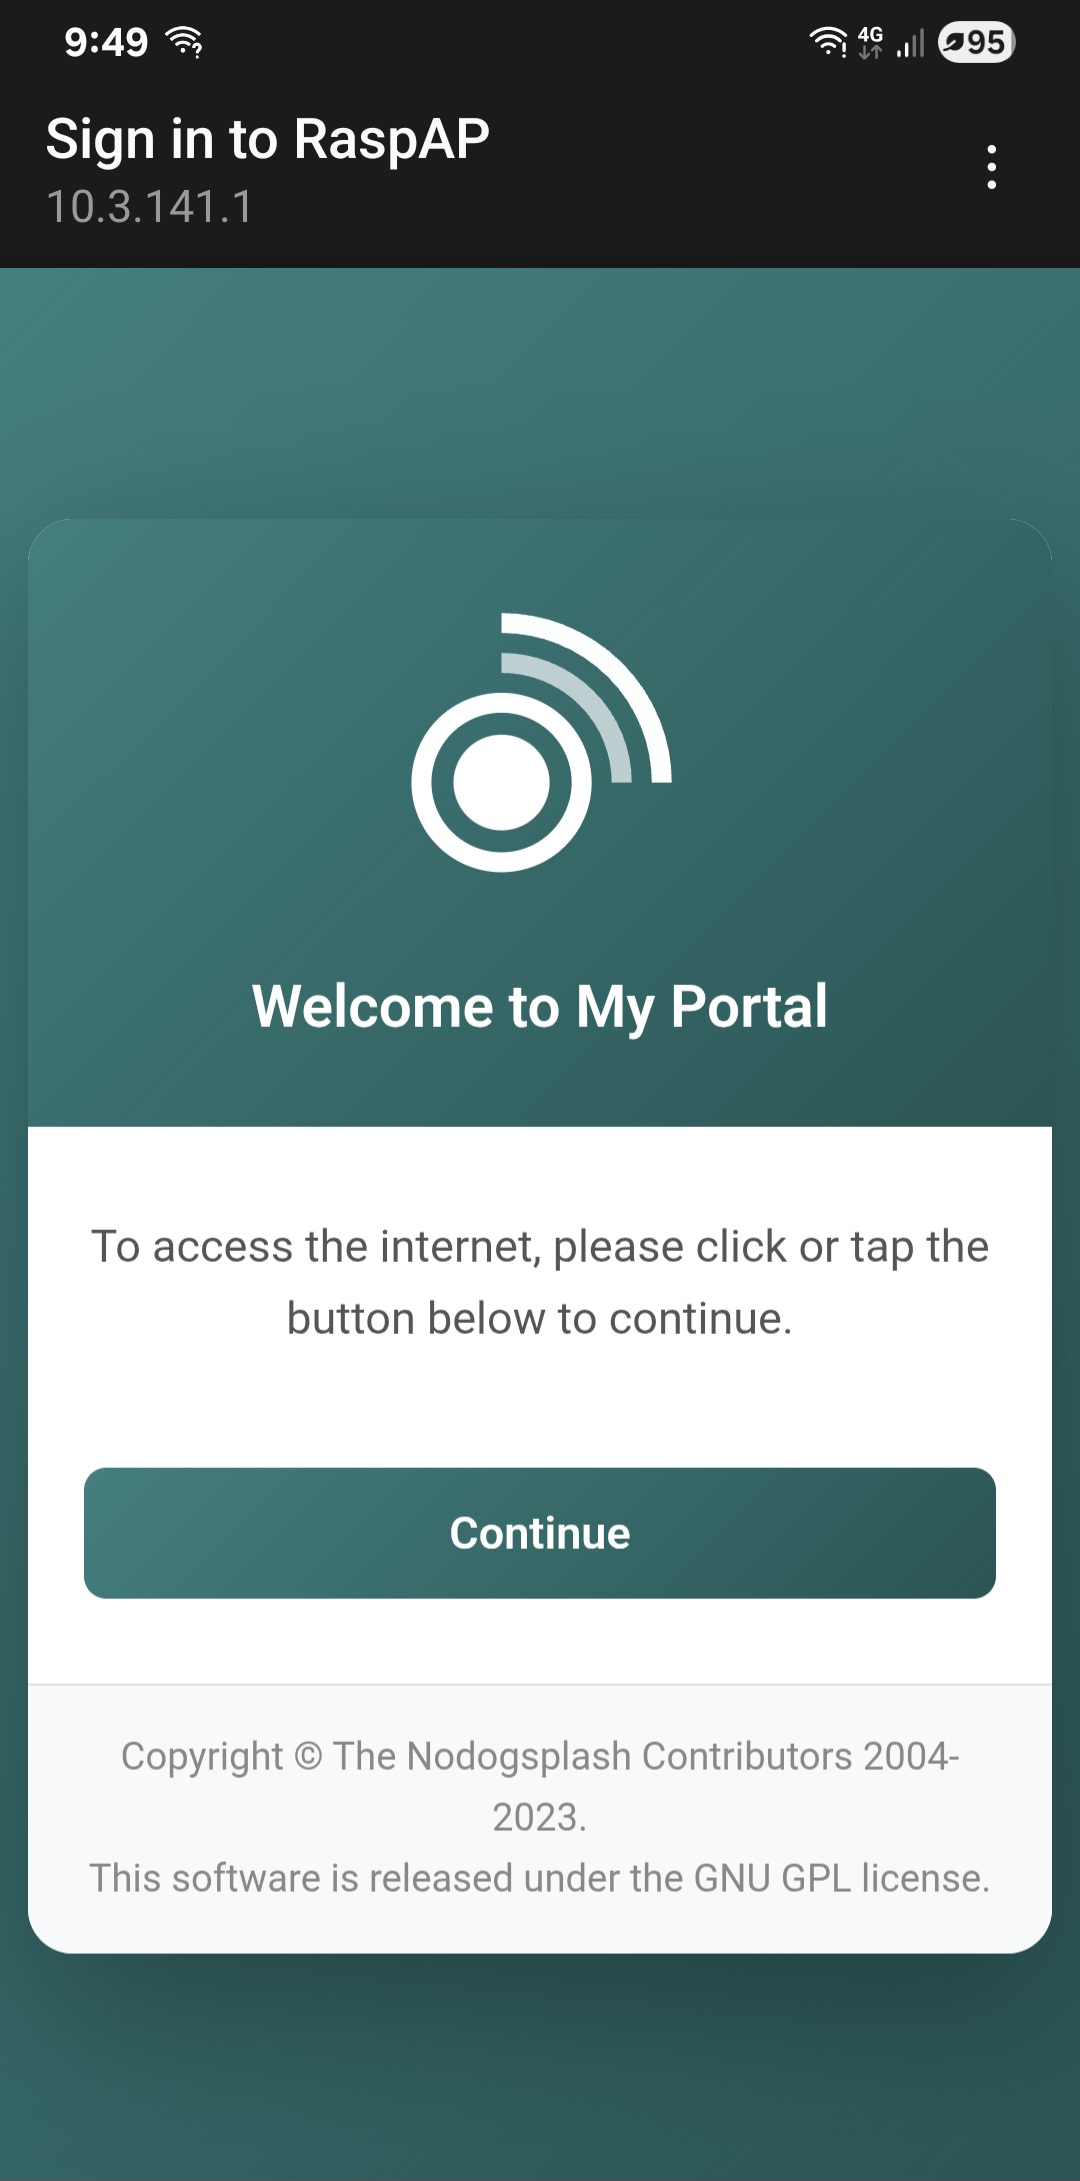 9:49
4G
95
Sign in to RaspAP
10.3.141.1
Welcome to My Portal
To access the internet, please click or tap the
button below to continue.
Continue
Copyright © The Nodogsplash Contributors 2004-
2023.
This software is released under the GNU GPL license.